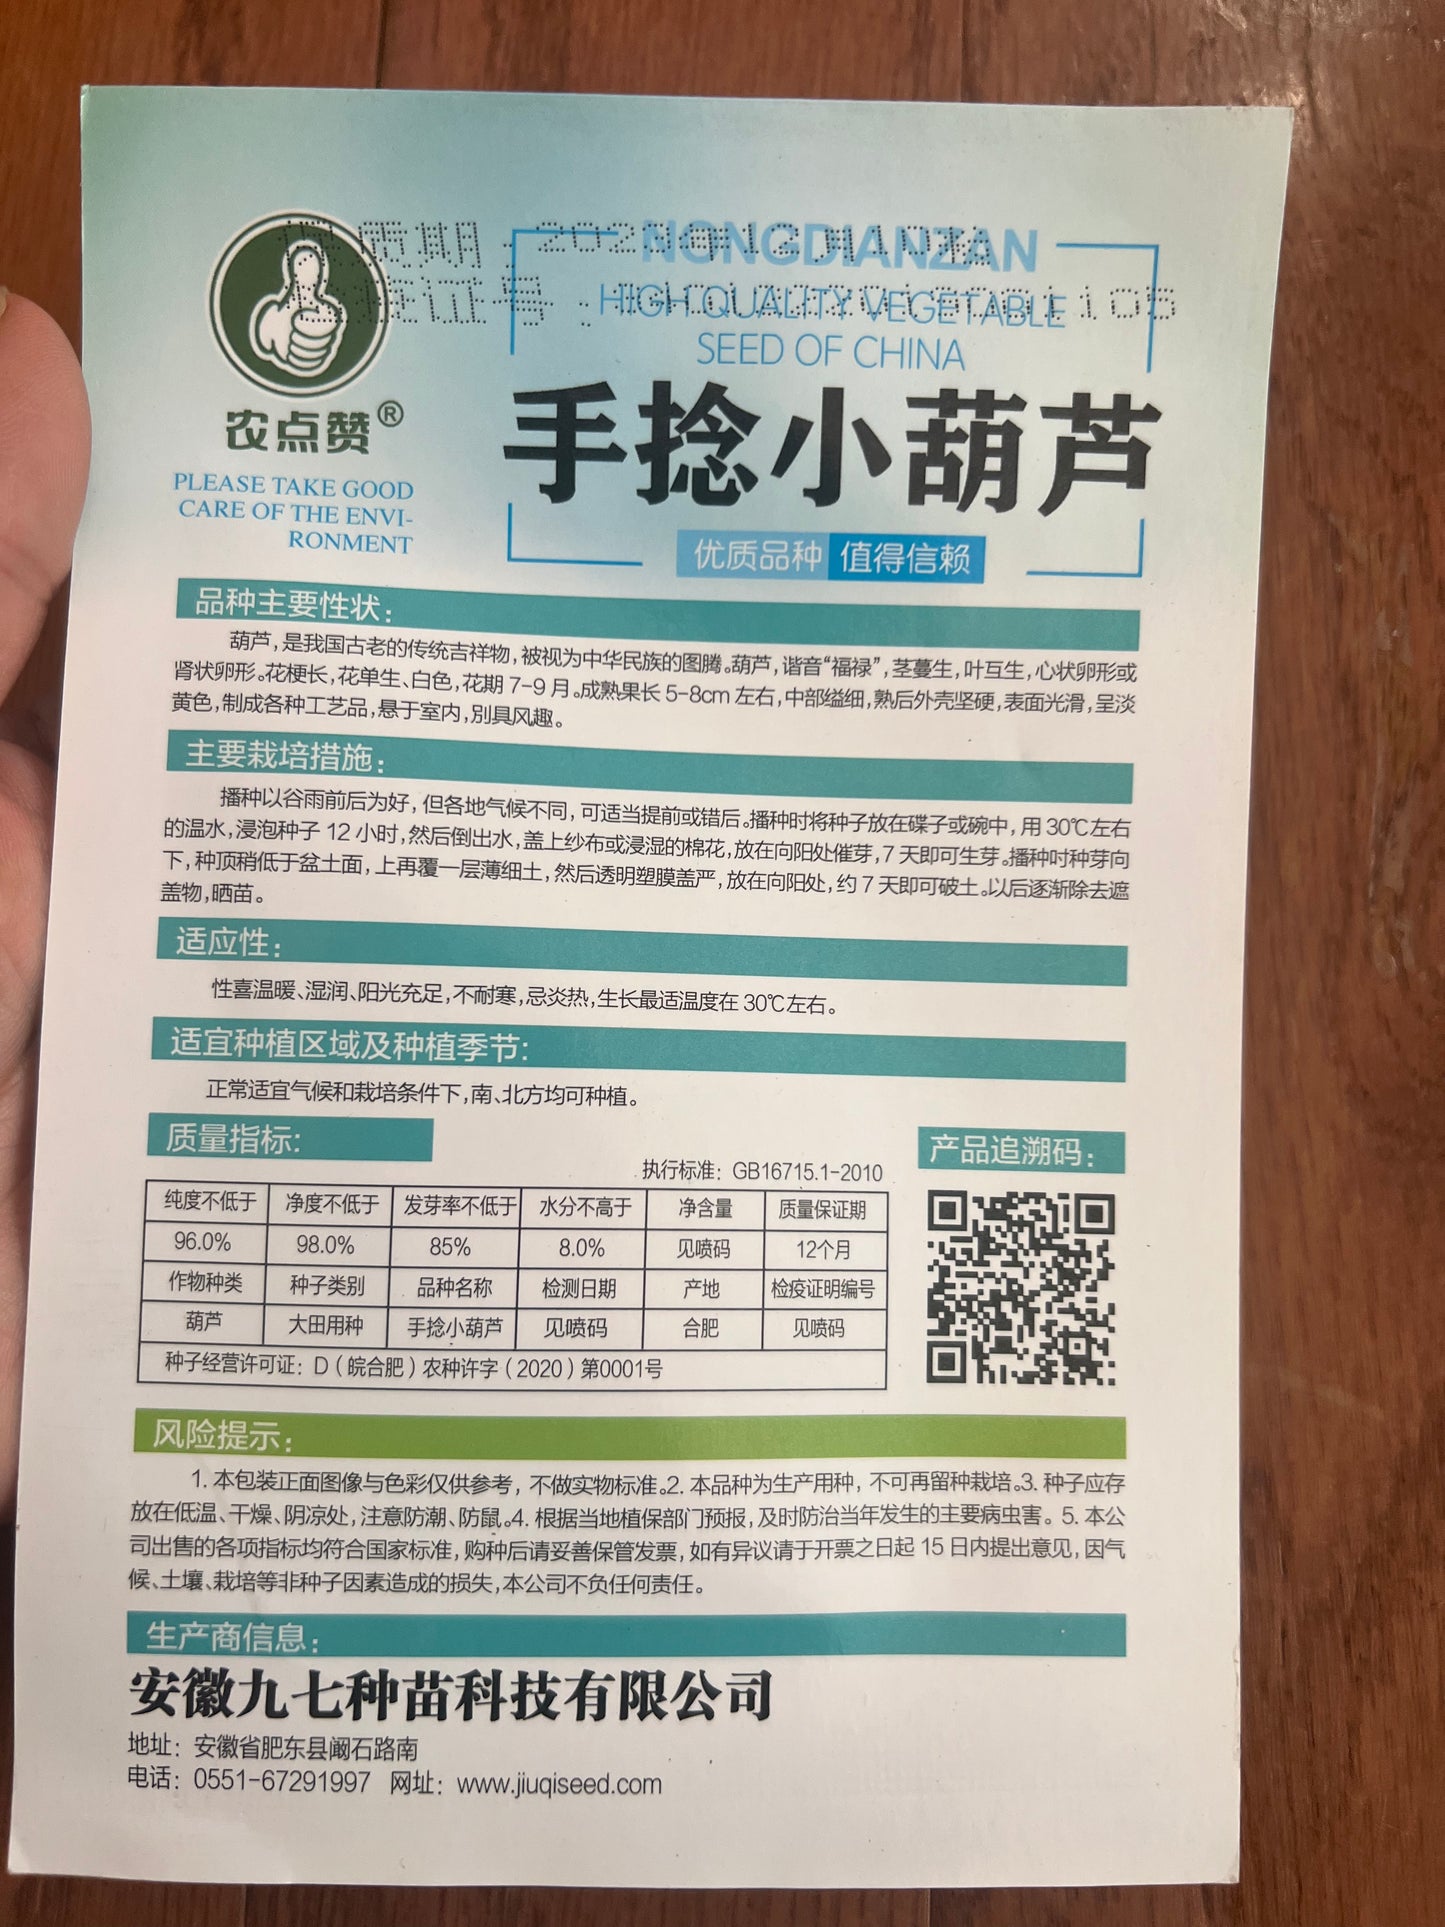 NONGDIANZAN
HIGH QUALITY VEGETABLE
SEED OF CHINA
农点赞®
PLEASE TAKE GOOD
CARE OF THE ENVI-
RONMENT
手捻小葫芦
优质品种 值得信赖
品种主要性状：
葫芦，是我国古老的传统吉祥物，被视为中华民族的图腾。葫芦，谐音“福禄”，茎蔓生，叶互生，心状卵形或
肾状卵形。花梗长，花单生、白色，花期 7-9 月。成熟果长 5-8cm 左右，中部缢细，熟后外壳坚硬，表面光滑，呈淡
黄色，制成各种工艺品，悬于室内，别具风趣。
主要栽培措施：
播种以谷雨前后为好，但各地气候不同，可适当提前或错后。播种时将种子放在碟子或碗中，用 30℃左右
的温水，浸泡种子 12 小时，然后倒出水，盖上纱布或浸湿的棉花，放在向阳处催芽，7 天即可生芽。播种吋种芽向
下，种顶稍低于盆土面，上再覆一层薄细土，然后透明塑膜盖严，放在向阳处，约 7 天即可破土。以后逐渐除去遮
盖物，晒苗。
适应性：
性喜温暖、湿润、阳光充足，不耐寒，忌炎热，生长最适温度在 30℃左右。
适宜种植区域及种植季节：
正常适宜气候和栽培条件下，南、北方均可种植。
质量指标：
执行标准：GB16715.1-2010
纯度不低于 净度不低于 发芽率不低于 水分不高于 净含量 质量保证期
96.0% 98.0% 85% 8.0% 见喷码 12个月
作物种类 种子类别 品种名称 检测日期 产地 检疫证明编号
葫芦 大田用种 手捻小葫芦 见喷码 合肥 见喷码
种子经营许可证：D（皖合肥）农种许字（2020）第0001号
产品追溯码：
风险提示：
1. 本包装正面图像与色彩仅供参考，不做实物标准。2. 本品种为生产用种，不可再留种栽培。3. 种子应存
放在低温、干燥、阴凉处，注意防潮、防鼠。4. 根据当地植保部门预报，及时防治当年发生的主要病虫害。5. 本公
司出售的各项指标均符合国家标准，购种后请妥善保管发票，如有异议请于开票之日起 15 日内提出意见，因气
候、土壤、栽培等非种子因素造成的损失，本公司不负任何责任。
生产商信息：
安徽九七种苗科技有限公司
地址：安徽省肥东县阚石路南
电话：0551-67291997 网址：www.jiuqiseed.com